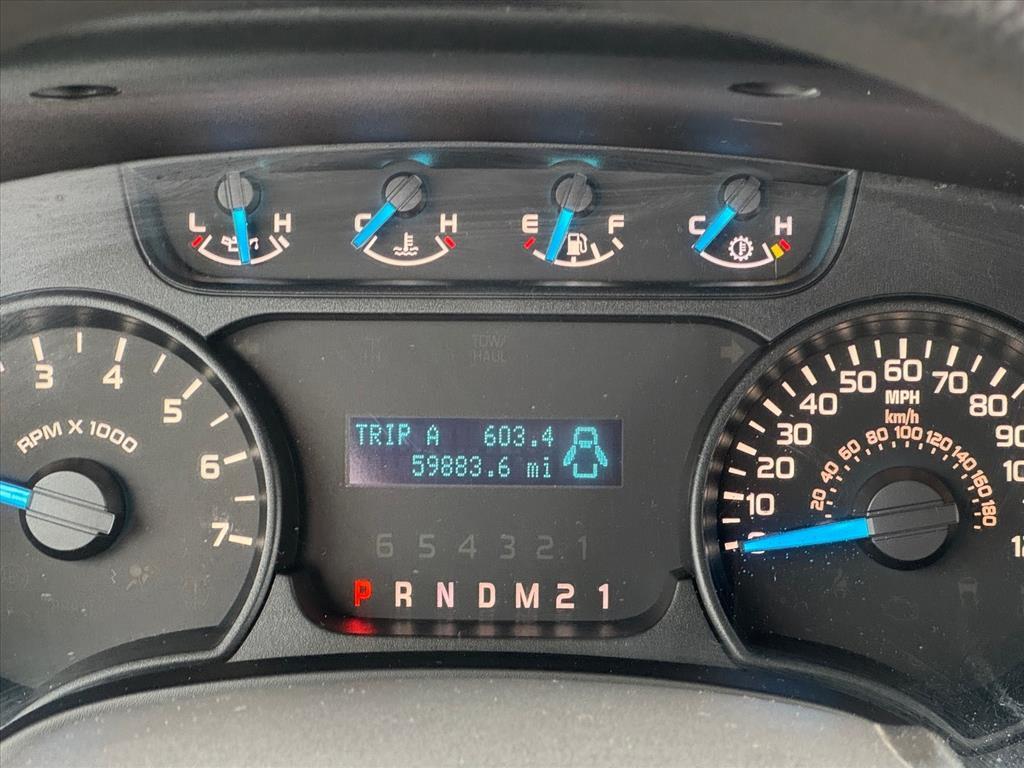 L H
C H
E F
C H
TOW/
HAUL
3 4 5 6 7
RPM X 1000
TRIP A 603.4
59883.6 mi
6 5 4 3 2 1
P R N D M 2 1
10 20 30 40 50 60 70 80
MPH
km/h
20 40 60 80 100 120 140 160 180